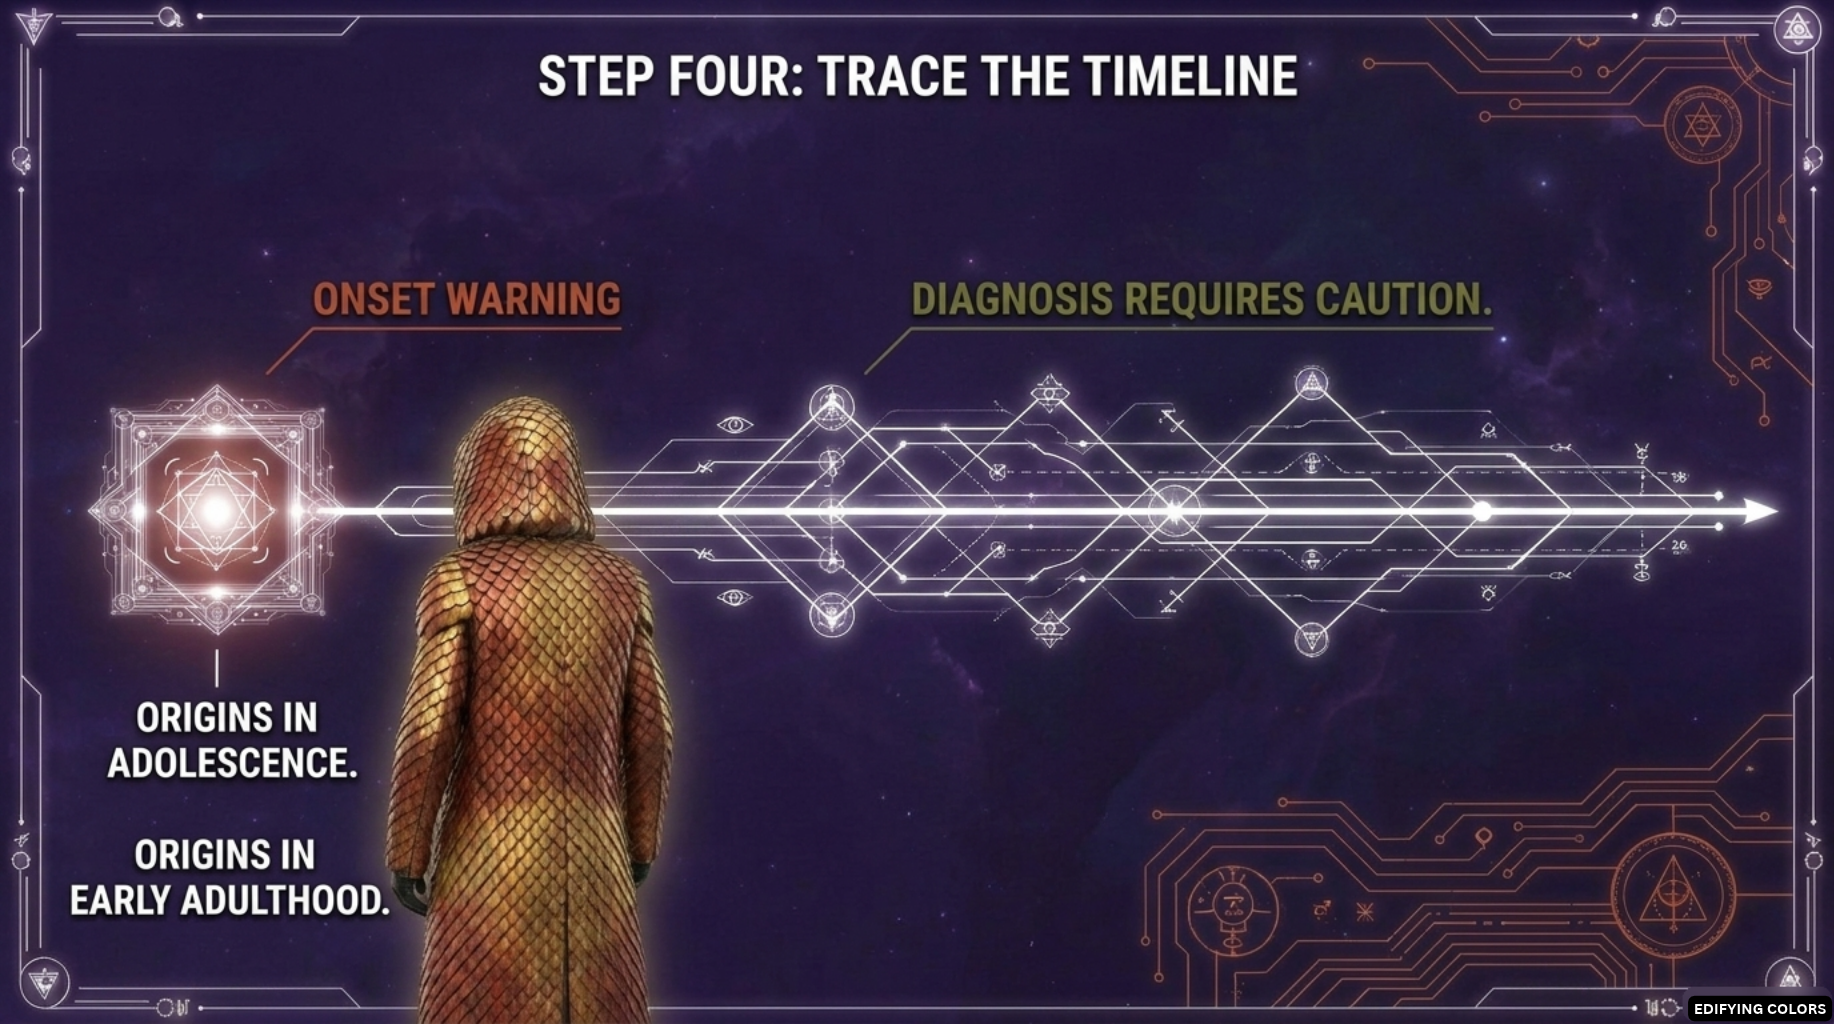 STEP FOUR: TRACE THE TIMELINE
ONSET WARNING
DIAGNOSIS REQUIRES CAUTION.
ORIGINS IN
ADOLESCENCE.
ORIGINS IN
EARLY ADULTHOOD.
EDIFYING COLORS